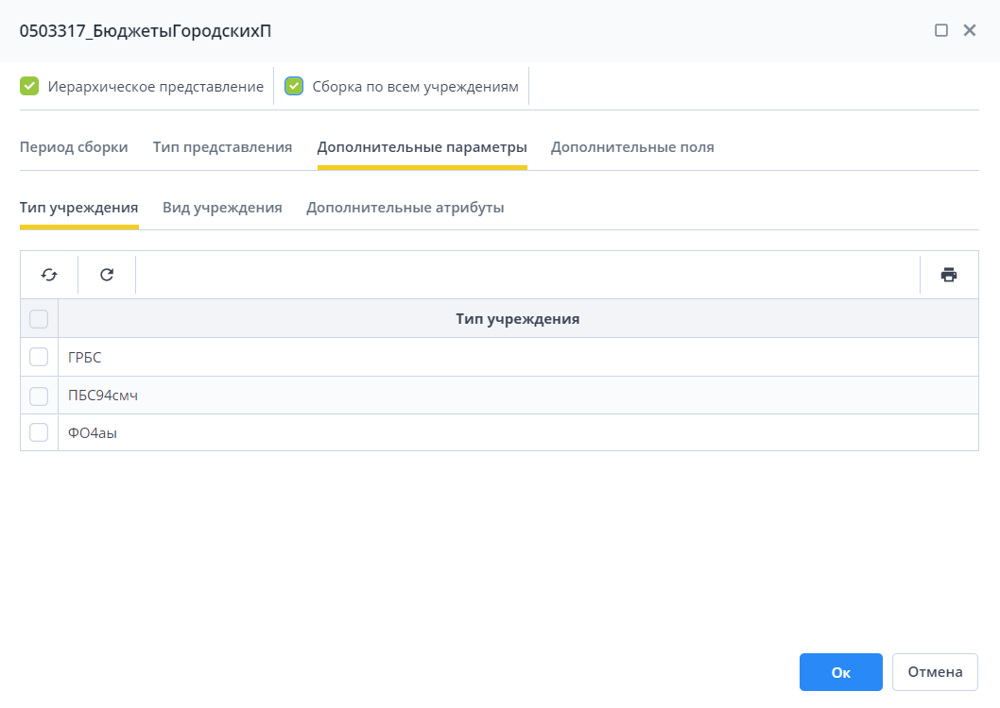 0503317_БюджетыГородскихП
Иерархическое представление Сборка по всем учреждениям
Период сборки Тип представления Дополнительные параметры Дополнительные поля
Тип учреждения Вид учреждения Дополнительные атрибуты
Тип учреждения
ГРБС
ПБС94смч
ФО4аы
Ок Отмена